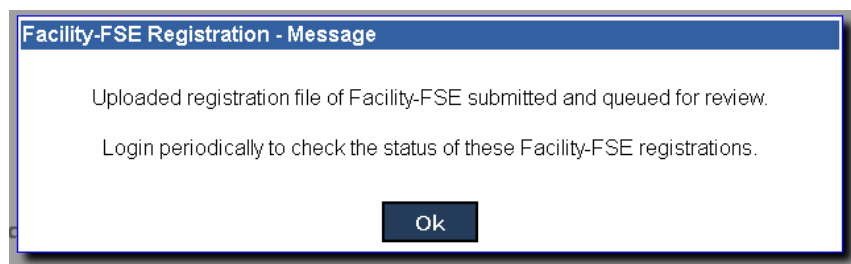 Facility-FSE Registration - Message
Uploaded registration file of Facility-FSE submitted and queued for review.
Login periodically to check the status of these Facility-FSE registrations.
Ok